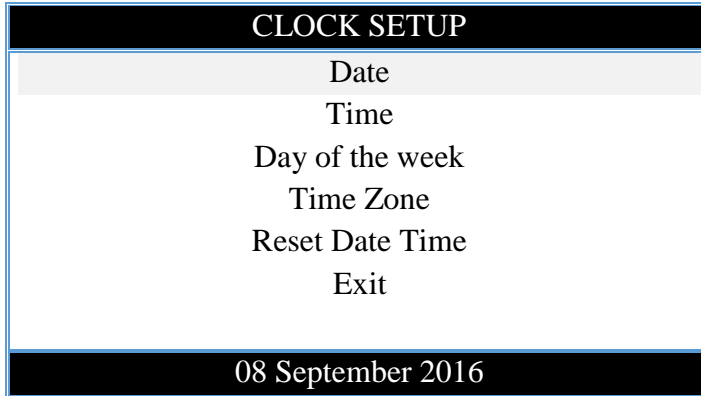 CLOCK SETUP
Date
Time
Day of the week
Time Zone
Reset Date Time
Exit
08 September 2016